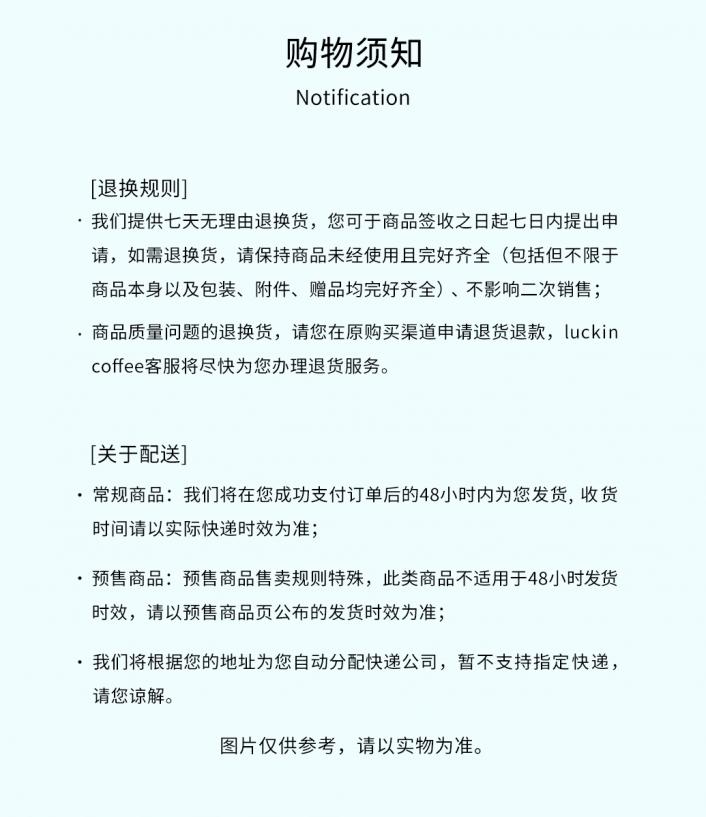 购物须知
Notification
[退换规则]
· 我们提供七天无理由退换货，您可于商品签收之日起七日内提出申
请，如需退换货，请保持商品未经使用且完好齐全（包括但不限于
商品本身以及包装、附件、赠品均完好齐全）、不影响二次销售；
· 商品质量问题的退换货，请您在原购买渠道申请退货退款，luckin
coffee客服将尽快为您办理退货服务。
[关于配送]
· 常规商品：我们将在您成功支付订单后的48小时内为您发货, 收货
时间请以实际快递时效为准；
· 预售商品：预售商品售卖规则特殊，此类商品不适用于48小时发货
时效，请以预售商品页公布的发货时效为准；
· 我们将根据您的地址为您自动分配快递公司，暂不支持指定快递，
请您谅解。
图片仅供参考，请以实物为准。